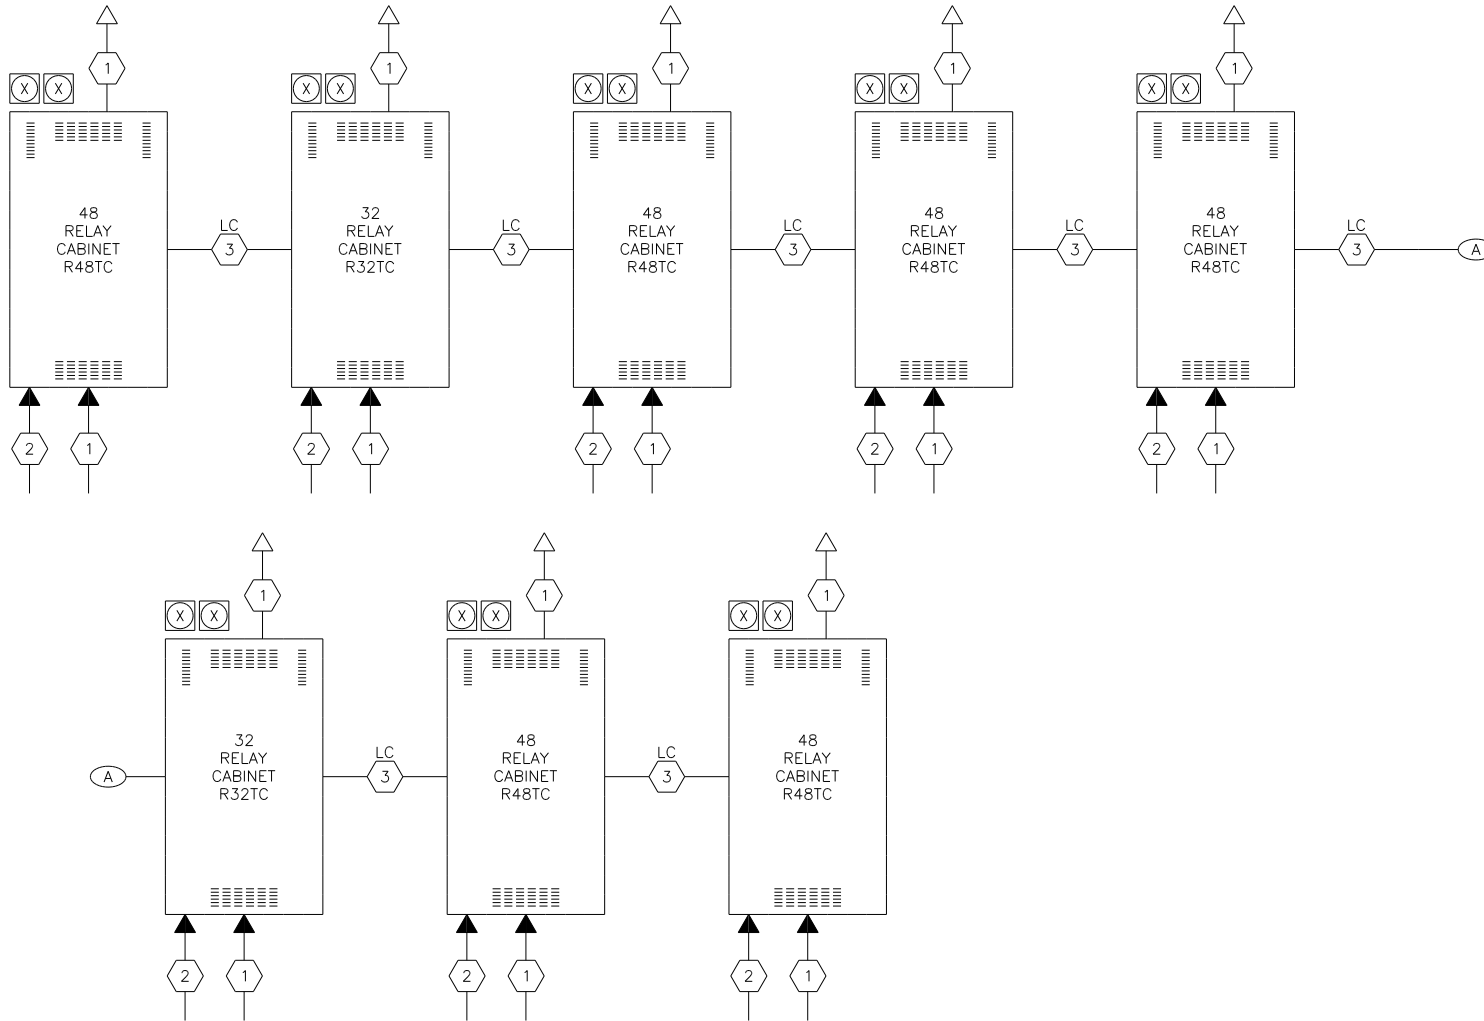 1 1 1 1 1
X X X X X X X X X X
48
RELAY
CABINET
R48TC
LC
3
32
RELAY
CABINET
R32TC
LC
3
48
RELAY
CABINET
R48TC
LC
3
48
RELAY
CABINET
R48TC
LC
3
48
RELAY
CABINET
R48TC
LC
3
A
2 1 2 1 2 1 2 1 2 1
1 1 1
X X X X X X
A
32
RELAY
CABINET
R32TC
LC
3
48
RELAY
CABINET
R48TC
LC
3
48
RELAY
CABINET
R48TC
2 1 2 1 2 1